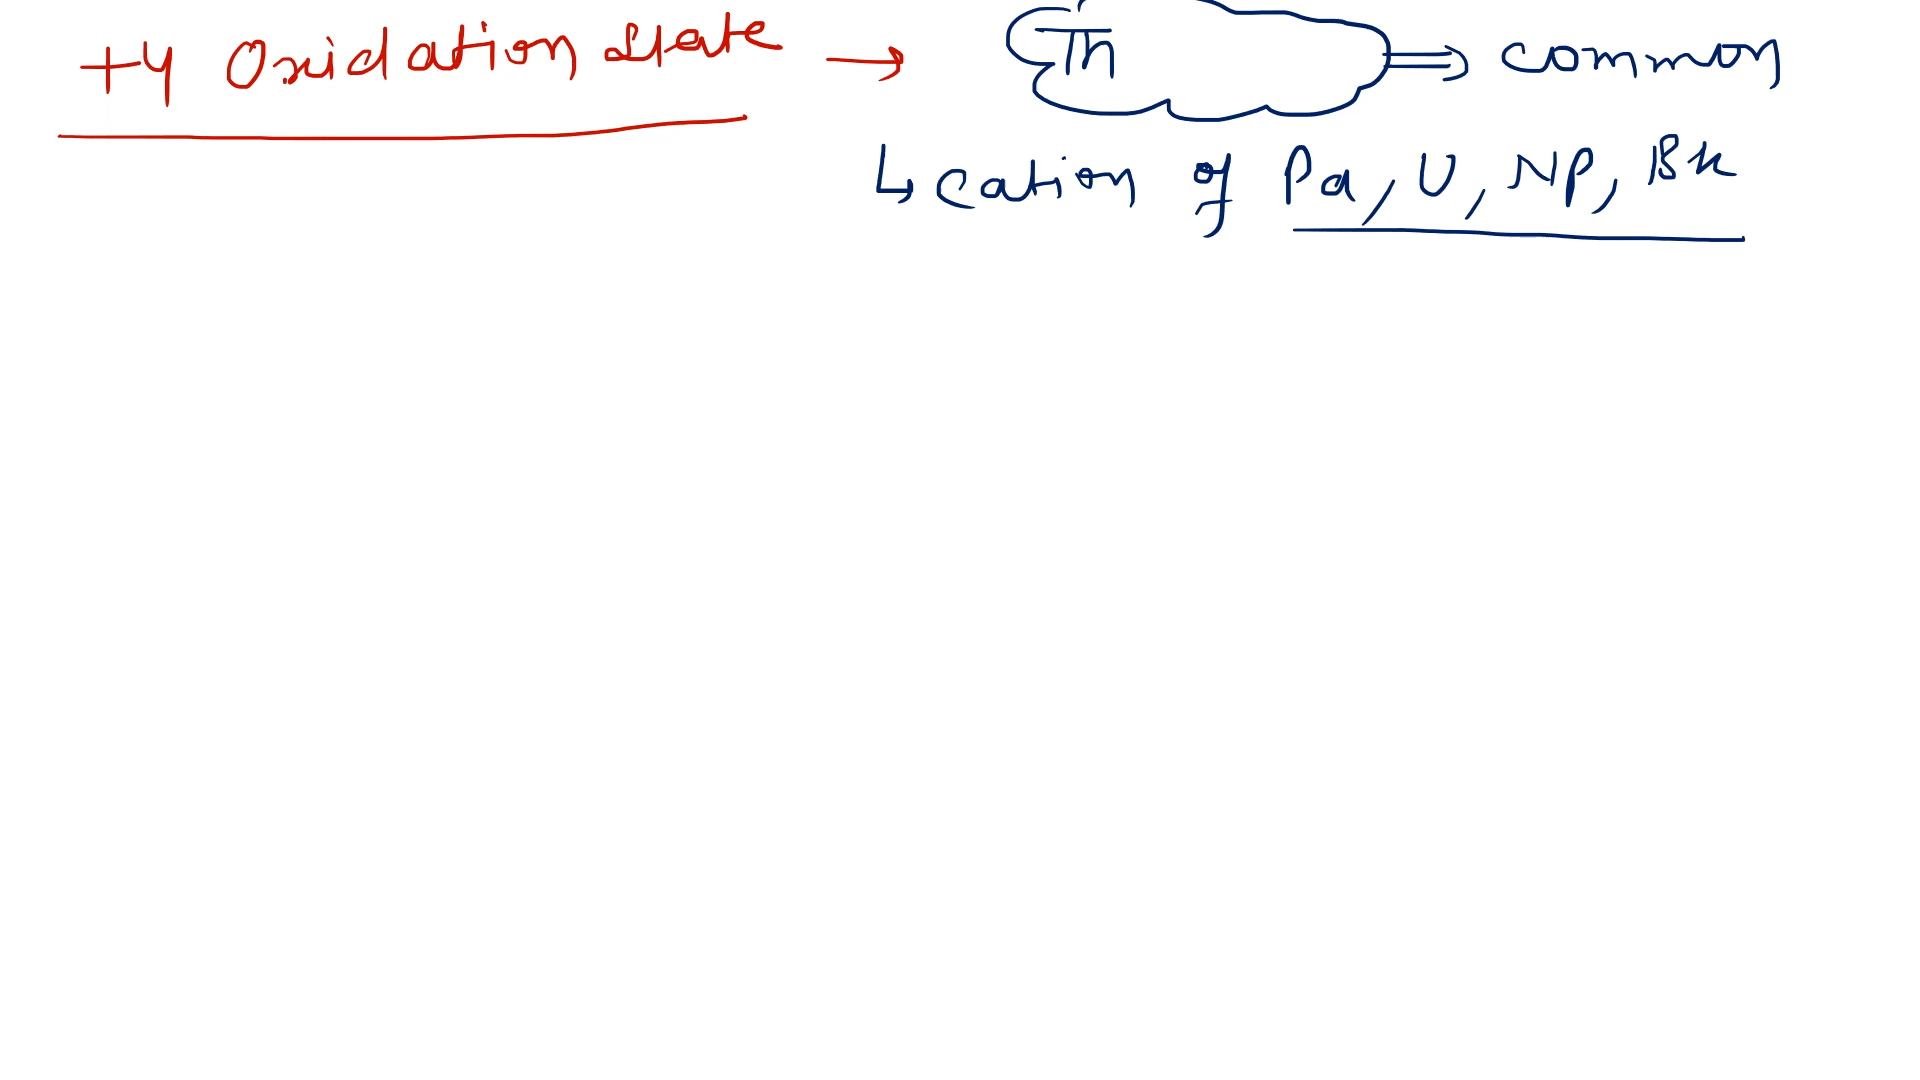 +4 Oxidation state → Th ⇒ common
↳ cation of Pa, U, Np, Bk